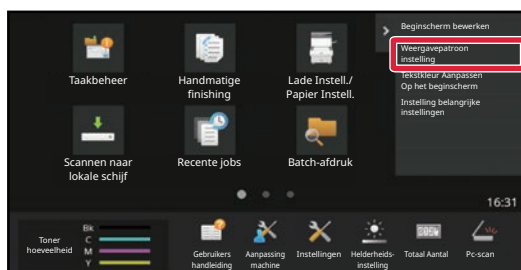 Taakbeheer
Handmatige
finishing
Lade Instell./
Papier Instell.
Scannen naar
lokale schijf
Recente jobs
Batch-afdruk
Beginscherm bewerken
Weergavepatroon
instelling
Tekstkleur Aanpassen
Op het beginscherm
Instelling belangrijke
instellingen
16:31
Toner
hoeveelheid
Bk
C
M
Y
Gebruikers
handleiding
Aanpassing
machine
Instellingen
Helderheids-
instelling
Totaal Aantal
Pc-scan